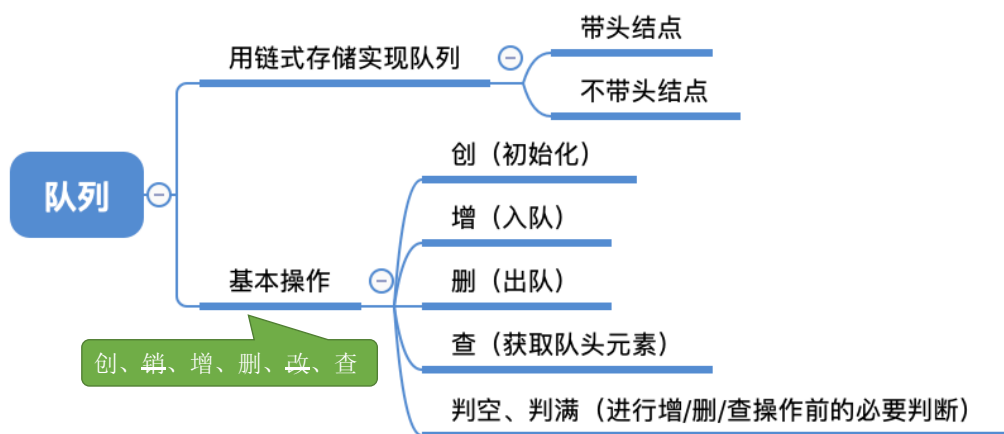 队列
用链式存储实现队列
带头结点
不带头结点
基本操作
创（初始化）
增（入队）
删（出队）
查（获取队头元素）
判空、判满（进行增/删/查操作前的必要判断）
创、销、增、删、改、查